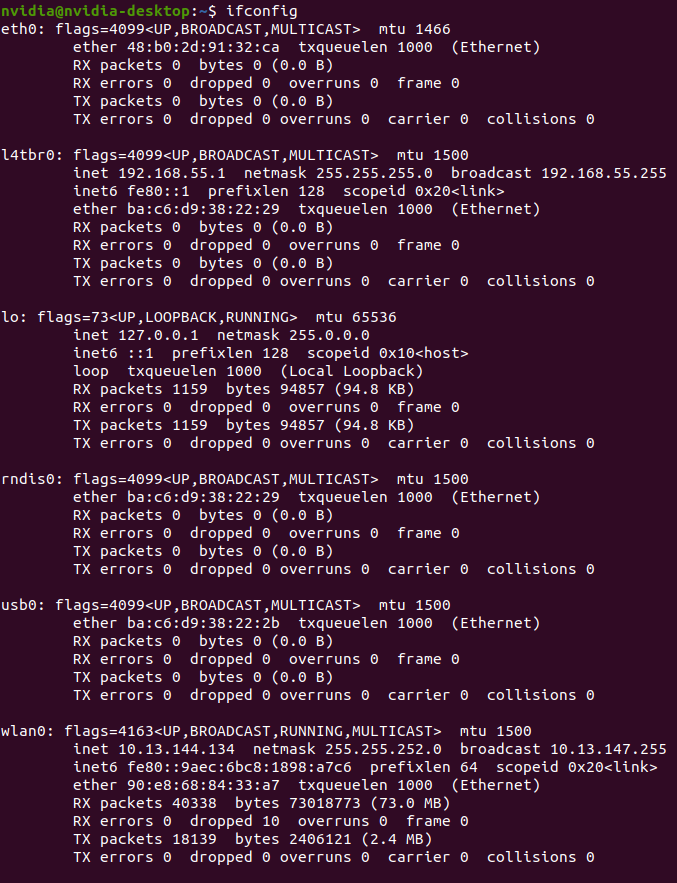 nvidia@nvidia-desktop:~$ ifconfig
eth0: flags=4099<UP,BROADCAST,MULTICAST>  mtu 1466
        ether 48:b0:2d:91:32:ca  txqueuelen 1000  (Ethernet)
        RX packets 0  bytes 0 (0.0 B)
        RX errors 0  dropped 0  overruns 0  frame 0
        TX packets 0  bytes 0 (0.0 B)
        TX errors 0  dropped 0 overruns 0  carrier 0  collisions 0

l4tbr0: flags=4099<UP,BROADCAST,MULTICAST>  mtu 1500
        inet 192.168.55.1  netmask 255.255.255.0  broadcast 192.168.55.255
        inet6 fe80::1  prefixlen 128  scopeid 0x20<link>
        ether ba:c6:d9:38:22:29  txqueuelen 1000  (Ethernet)
        RX packets 0  bytes 0 (0.0 B)
        RX errors 0  dropped 0  overruns 0  frame 0
        TX packets 0  bytes 0 (0.0 B)
        TX errors 0  dropped 0 overruns 0  carrier 0  collisions 0

lo: flags=73<UP,LOOPBACK,RUNNING>  mtu 65536
        inet 127.0.0.1  netmask 255.0.0.0
        inet6 ::1  prefixlen 128  scopeid 0x10<host>
        loop  txqueuelen 1000  (Local Loopback)
        RX packets 1159  bytes 94857 (94.8 KB)
        RX errors 0  dropped 0  overruns 0  frame 0
        TX packets 1159  bytes 94857 (94.8 KB)
        TX errors 0  dropped 0 overruns 0  carrier 0  collisions 0

rndis0: flags=4099<UP,BROADCAST,MULTICAST>  mtu 1500
        ether ba:c6:d9:38:22:29  txqueuelen 1000  (Ethernet)
        RX packets 0  bytes 0 (0.0 B)
        RX errors 0  dropped 0  overruns 0  frame 0
        TX packets 0  bytes 0 (0.0 B)
        TX errors 0  dropped 0 overruns 0  carrier 0  collisions 0

usb0: flags=4099<UP,BROADCAST,MULTICAST>  mtu 1500
        ether ba:c6:d9:38:22:2b  txqueuelen 1000  (Ethernet)
        RX packets 0  bytes 0 (0.0 B)
        RX errors 0  dropped 0  overruns 0  frame 0
        TX packets 0  bytes 0 (0.0 B)
        TX errors 0  dropped 0 overruns 0  carrier 0  collisions 0

wlan0: flags=4163<UP,BROADCAST,RUNNING,MULTICAST>  mtu 1500
        inet 10.13.144.134  netmask 255.255.252.0  broadcast 10.13.147.255
        inet6 fe80::9aec:6bc8:1898:a7c6  prefixlen 64  scopeid 0x20<link>
        ether 90:e8:68:84:33:a7  txqueuelen 1000  (Ethernet)
        RX packets 40338  bytes 73018773 (73.0 MB)
        RX errors 0  dropped 10  overruns 0  frame 0
        TX packets 18139  bytes 2406121 (2.4 MB)
        TX errors 0  dropped 0 overruns 0  carrier 0  collisions 0